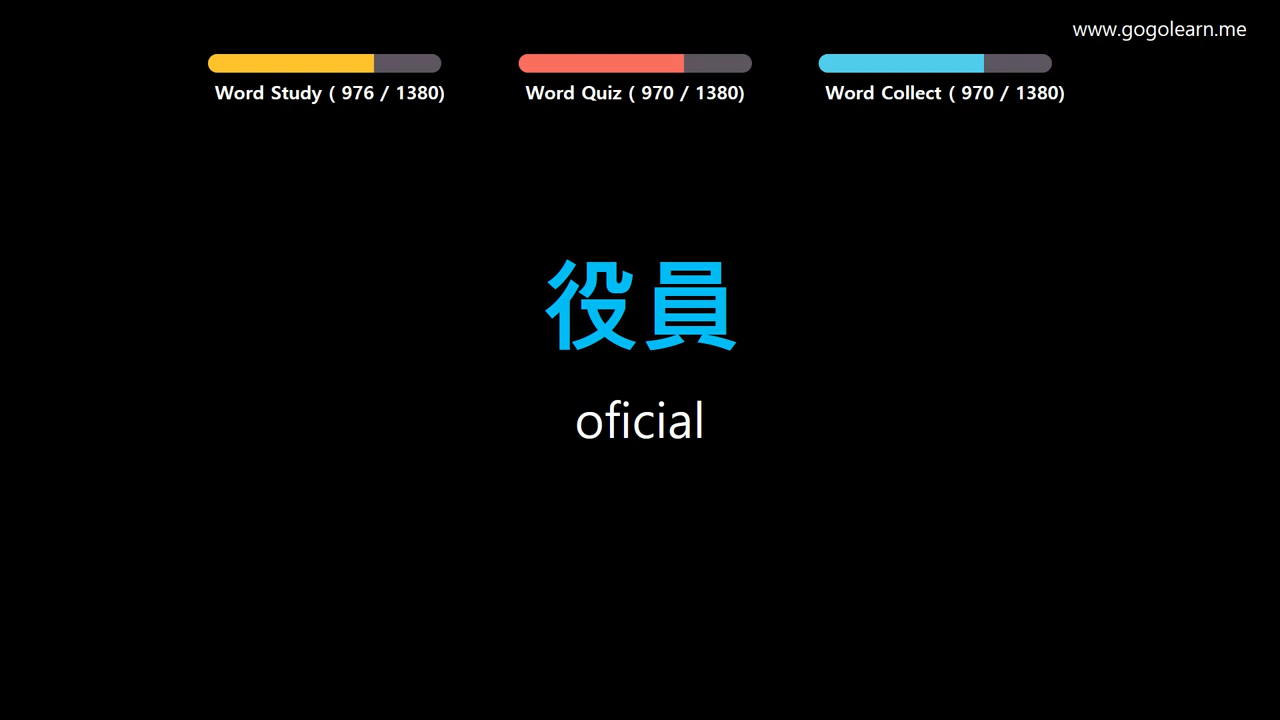 www.gogolearn.me
Word Study ( 976 / 1380)
Word Quiz ( 970 / 1380)
Word Collect ( 970 / 1380)
役員
oficial